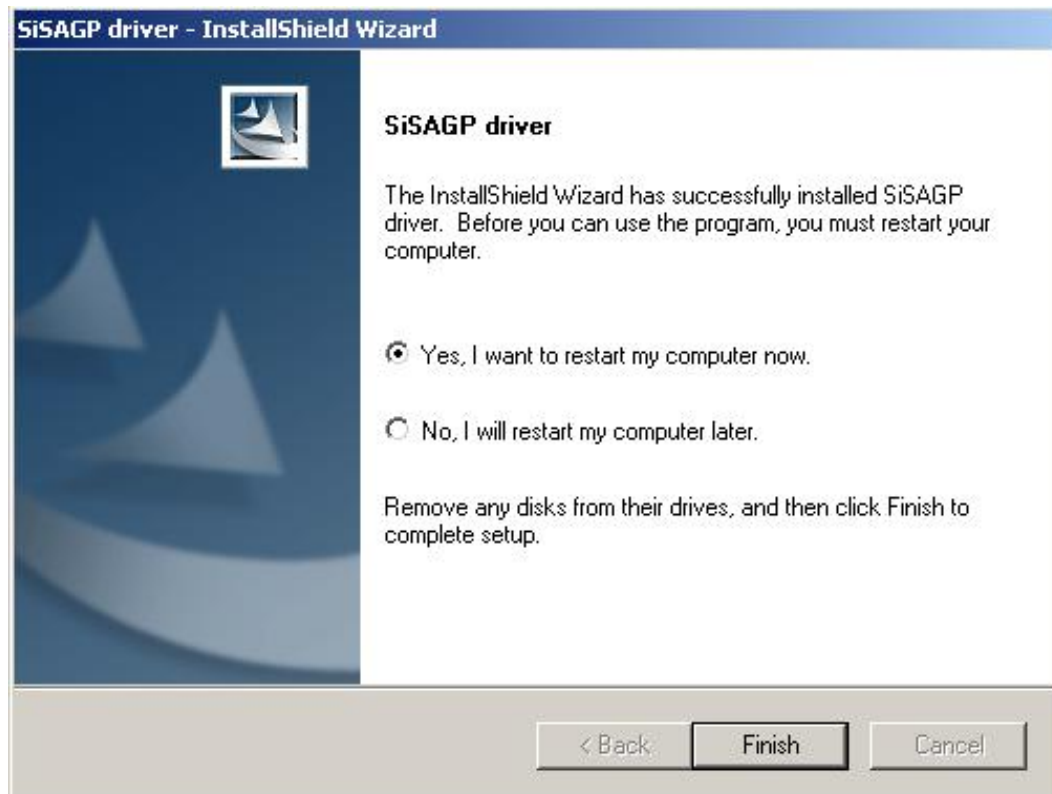 SiSAGP driver - InstallShield Wizard
SiSAGP driver
The InstallShield Wizard has successfully installed SiSAGP
driver.  Before you can use the program, you must restart your
computer.
Yes, I want to restart my computer now.
No, I will restart my computer later.
Remove any disks from their drives, and then click Finish to
complete setup.
< Back
Finish
Cancel